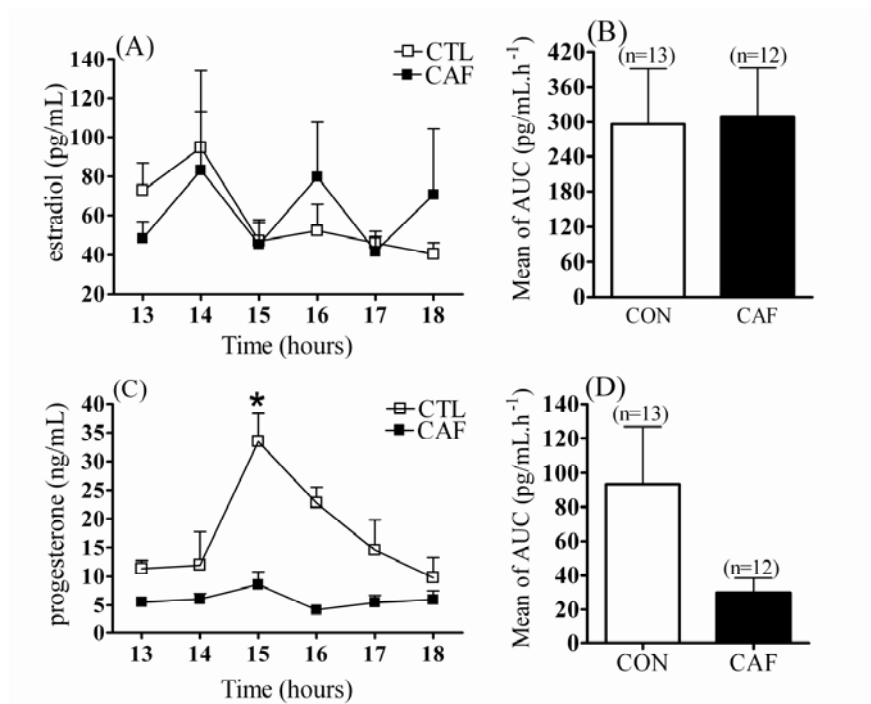 (A)
CTL
CAF
estradiol (pg/mL)
140
120
100
80
60
40
20
13 14 15 16 17 18
Time (hours)
(B)
(n=13) (n=12)
Mean of AUC (pg/mL.h⁻¹)
420
360
300
240
180
120
60
0
CON CAF
(C)
*
CTL
CAF
progesterone (ng/mL)
40
35
30
25
20
15
10
5
0
13 14 15 16 17 18
Time (hours)
(D)
(n=13)
(n=12)
Mean of AUC (pg/mL.h⁻¹)
140
120
100
80
60
40
20
0
CON CAF